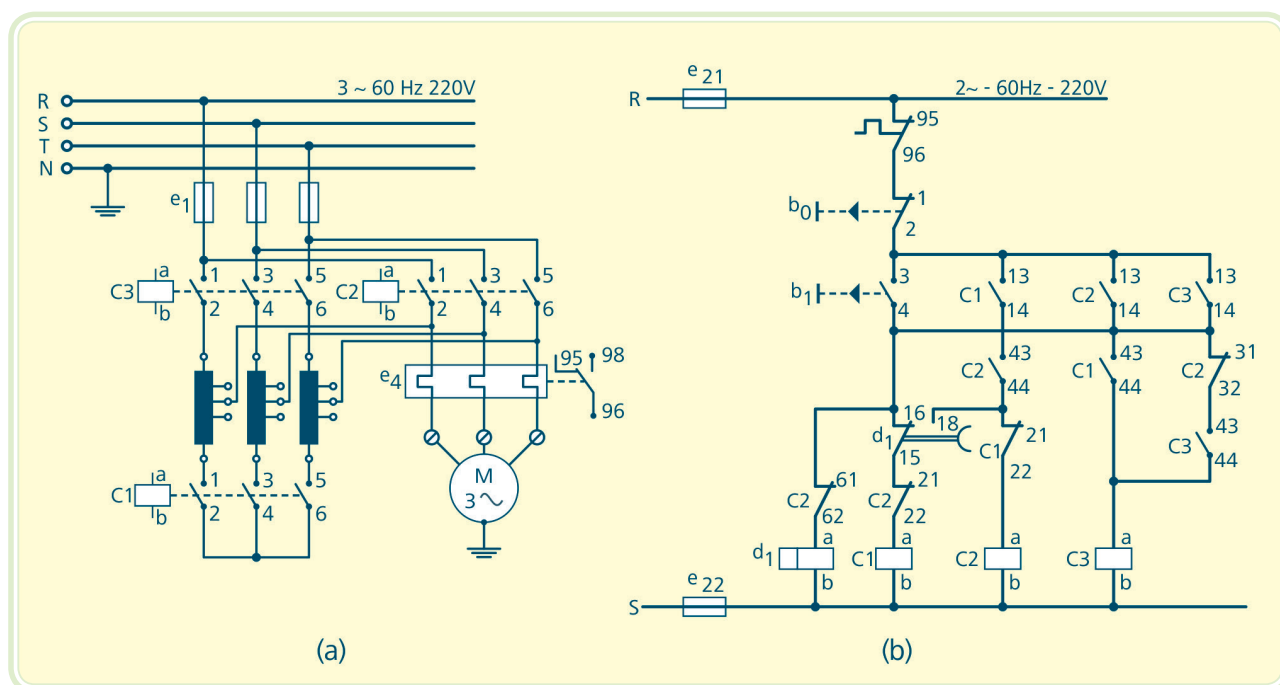 3 ~ 60 Hz 220V
R
S
T
N
e1
C3 a b 1 2 3 4 5 6
C2 a b 1 2 3 4 5 6
e4 95 98 96
C1 a b 1 2 3 4 5 6
M
3
(a)
e 21
R
2~ - 60Hz - 220V
95
96
b0 1 2
b1 3 4
C1 13 14
C2 13 14
C3 13 14
C2 43 44
C1 43 44
C2 31 32
C3 43 44
d1 16 18 15
C1 21 22
C2 61 62
C2 21 22
d1 a b
C1 a b
C2 a b
C3 a b
e 22
S
(b)